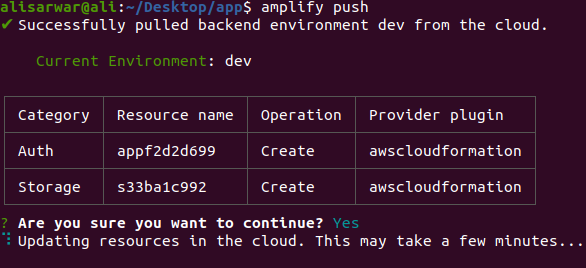 alisarwar@ali:~/Desktop/app$ amplify push
✔ Successfully pulled backend environment dev from the cloud.
Current Environment: dev
Category Resource name Operation Provider plugin
Auth appf2d2d699 Create awscloudformation
Storage s33ba1c992 Create awscloudformation
? Are you sure you want to continue? Yes
⠹ Updating resources in the cloud. This may take a few minutes...